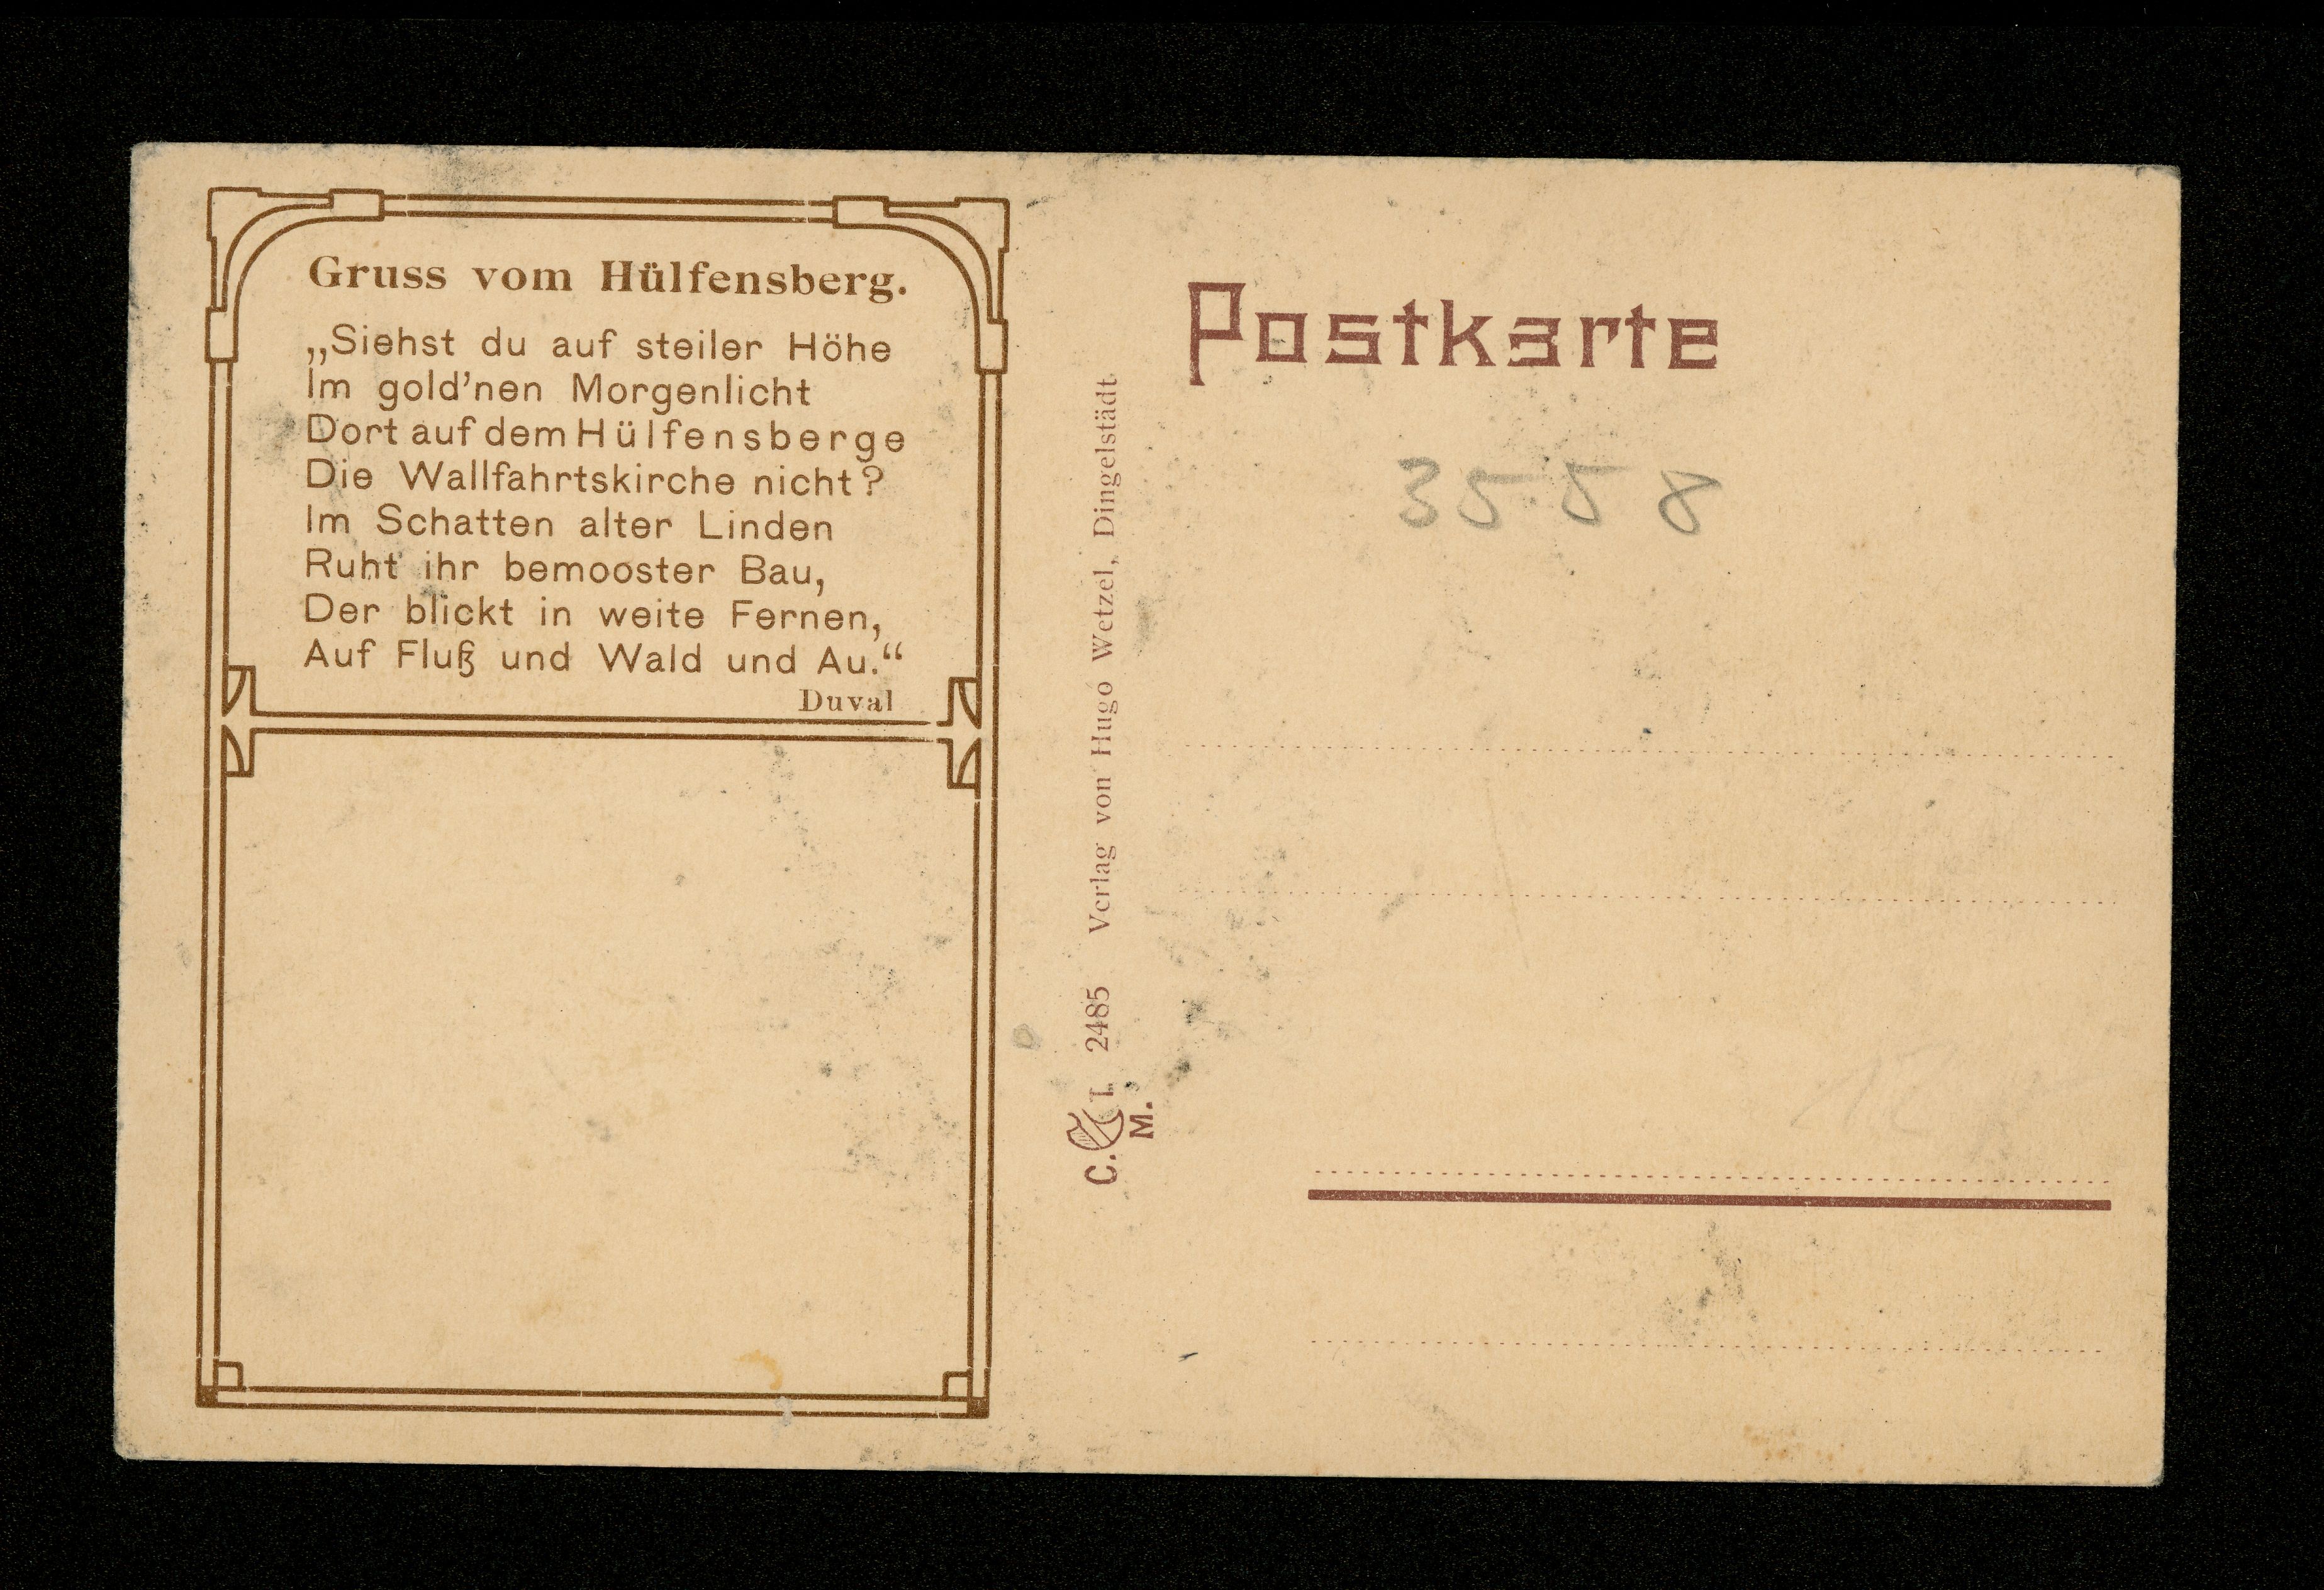 Gruss vom Hülfensberg.
„Siehst du auf steiler Höhe
Im gold’nen Morgenlicht
Dort auf dem Hülfensberge
Die Wallfahrtskirche nicht?
Im Schatten alter Linden
Ruht ihr bemooster Bau,
Der blickt in weite Fernen,
Auf Fluß und Wald und Au.“
Duval
C. T. M. 2485 Verlag von Hugo Wetzel, Dingelstädt
Postkarte
3558